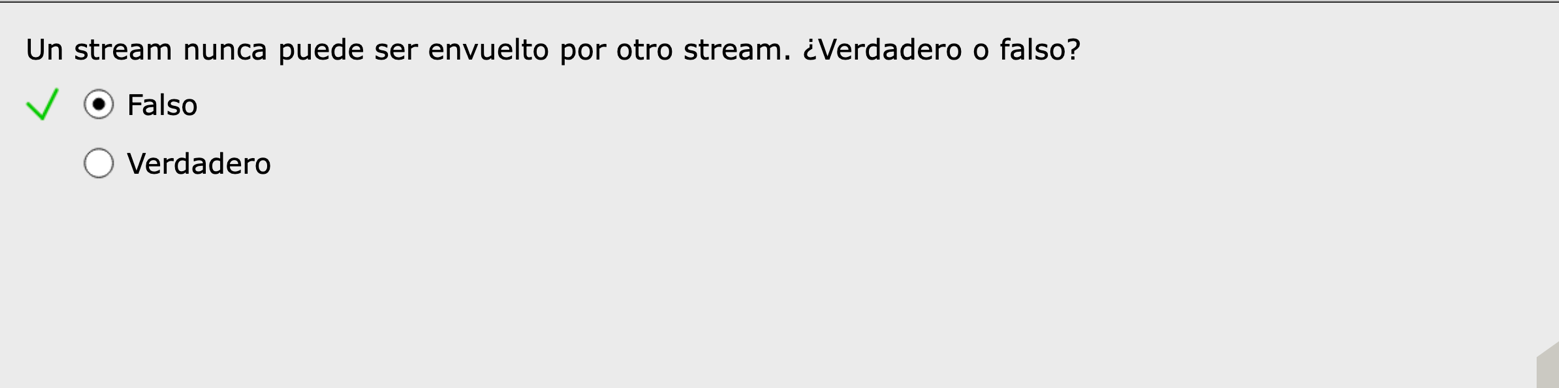 Un stream nunca puede ser envuelto por otro stream. ¿Verdadero o falso?
Falso
Verdadero